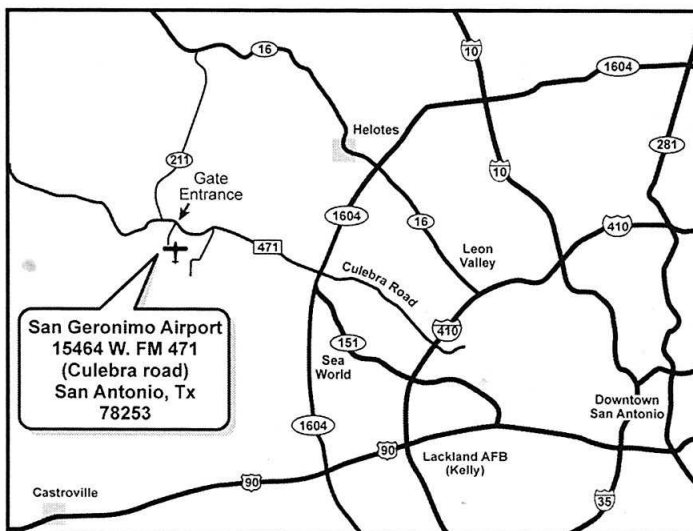 16
10
1604
281
Helotes
211
Gate
Entrance
10
1604
16
410
471
Leon
Valley
Culebra Road
410
San Geronimo Airport
15464 W. FM 471
(Culebra road)
San Antonio, Tx
78253
151
Sea
World
Downtown
San Antonio
1604
90
Lackland AFB
(Kelly)
90
Castroville
35